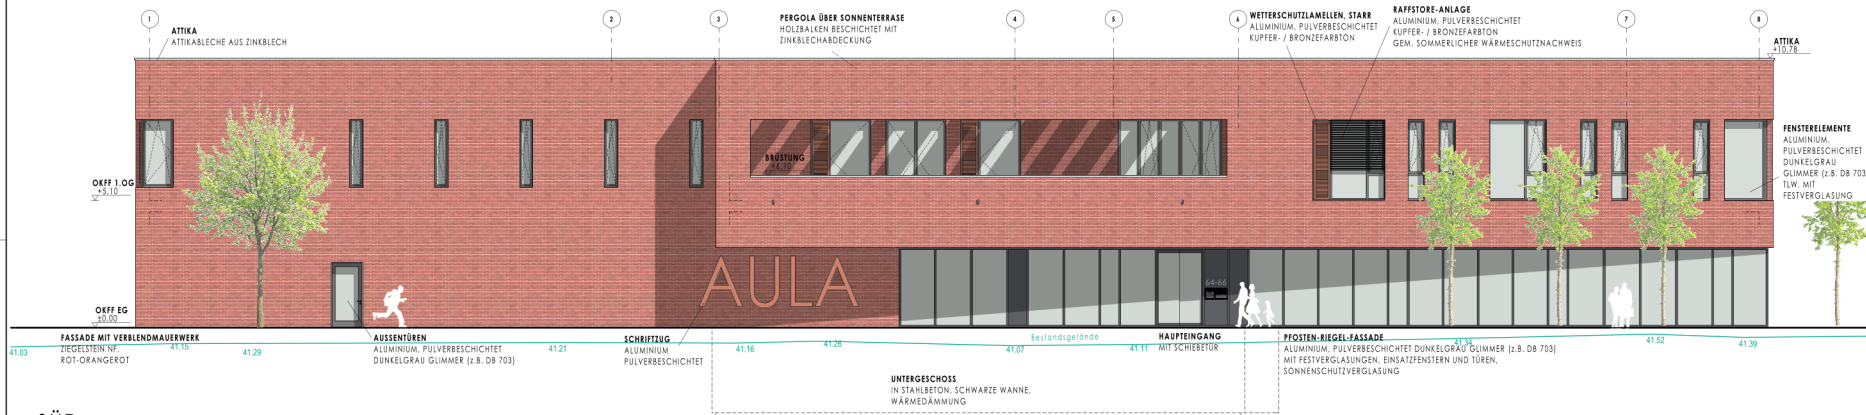 1
2
3
4
5
6
7
8
ATTIKA
ATTIKABLECHE AUS ZINKBLECH
PERGOLA ÜBER SONNENTERRASE
HOLZBALKEN BESCHICHTET MIT
ZINKBLECHABDECKUNG
WETTERSCHUTZLAMELLEN, STARR
ALUMINIUM, PULVERBESCHICHTET
KUPFER- / BRONZEFARBTON
RAFFSTORE-ANLAGE
ALUMINIUM, PULVERBESCHICHTET
KUPFER- / BRONZEFARBTON
GEM. SOMMERLICHER WÄRMESCHUTZNACHWEIS
ATTIKA
+10,78
FENSTERELEMENTE
ALUMINIUM,
PULVERBESCHICHTET
DUNKELGRAU
GLIMMER (z.B. DB 703
TLW. MIT
FESTVERGLASUNG
BRÜSTUNG
+6,10
OKFF 1.OG
+5,10
AULA
64-66
OKFF EG
±0,00
FASSADE MIT VERBLENDMAUERWERK
ZIEGELSTEIN NF,
ROT-ORANGEROT
AUSSENTÜREN
ALUMINIUM, PULVERBESCHICHTET
DUNKELGRAU GLIMMER (z.B. DB 703)
SCHRIFTZUG
ALUMINIUM
PULVERBESCHICHTET
Bestandsgelände
HAUPTEINGANG
MIT SCHIEBETÜR
PFOSTEN-RIEGEL-FASSADE
ALUMINIUM, PULVERBESCHICHTET DUNKELGRAU GLIMMER (z.B. DB 703)
MIT FESTVERGLASUNGEN, EINSATZFENSTERN UND TÜREN,
SONNENSCHUTZVERGLASUNG
41.03
41.15
41.29
41.21
41.16
41.26
41.07
41.11
41.34
41.52
41.39
UNTERGESCHOSS
IN STAHLBETON, SCHWARZE WANNE,
WÄRMEDÄMMUNG